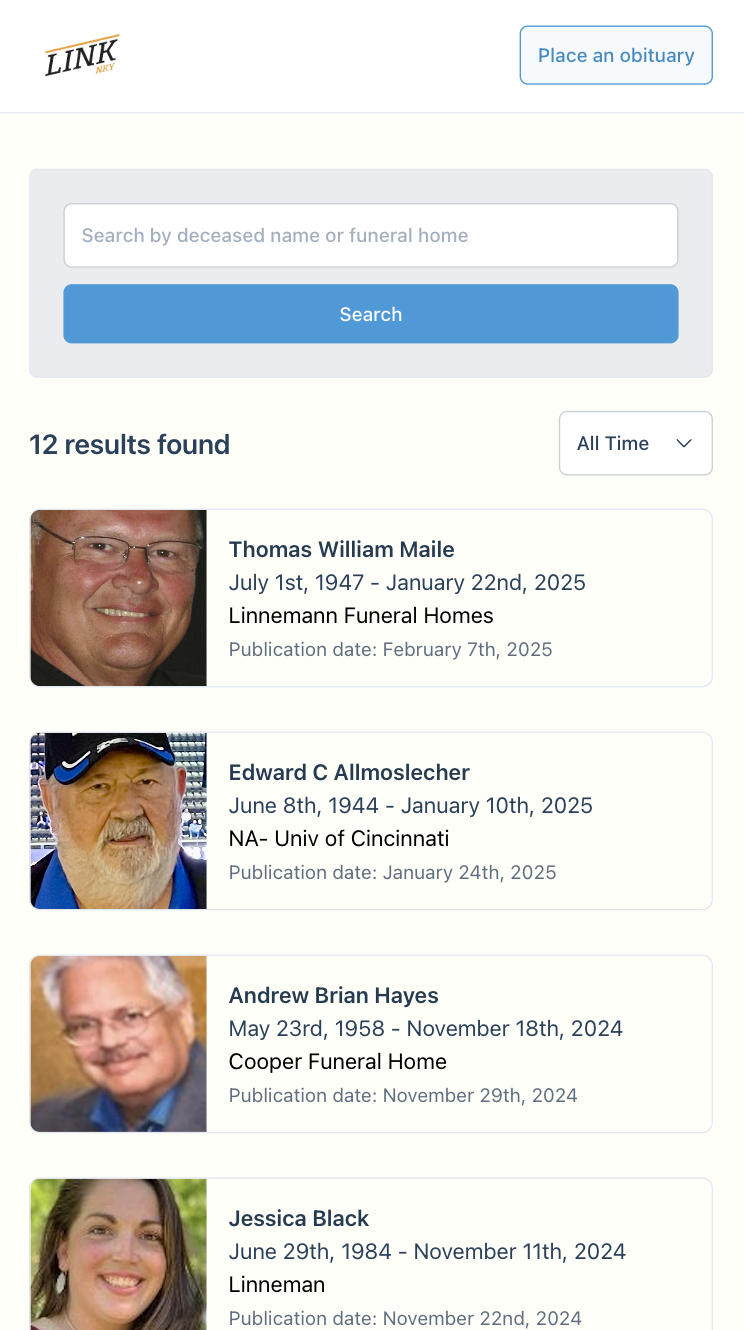 LINK
NKY
Place an obituary
Search by deceased name or funeral home
Search
12 results found
All Time
Thomas William Maile
July 1st, 1947 - January 22nd, 2025
Linnemann Funeral Homes
Publication date: February 7th, 2025
Edward C Allmoslecher
June 8th, 1944 - January 10th, 2025
NA- Univ of Cincinnati
Publication date: January 24th, 2025
Andrew Brian Hayes
May 23rd, 1958 - November 18th, 2024
Cooper Funeral Home
Publication date: November 29th, 2024
Jessica Black
June 29th, 1984 - November 11th, 2024
Linneman
Publication date: November 22nd, 2024